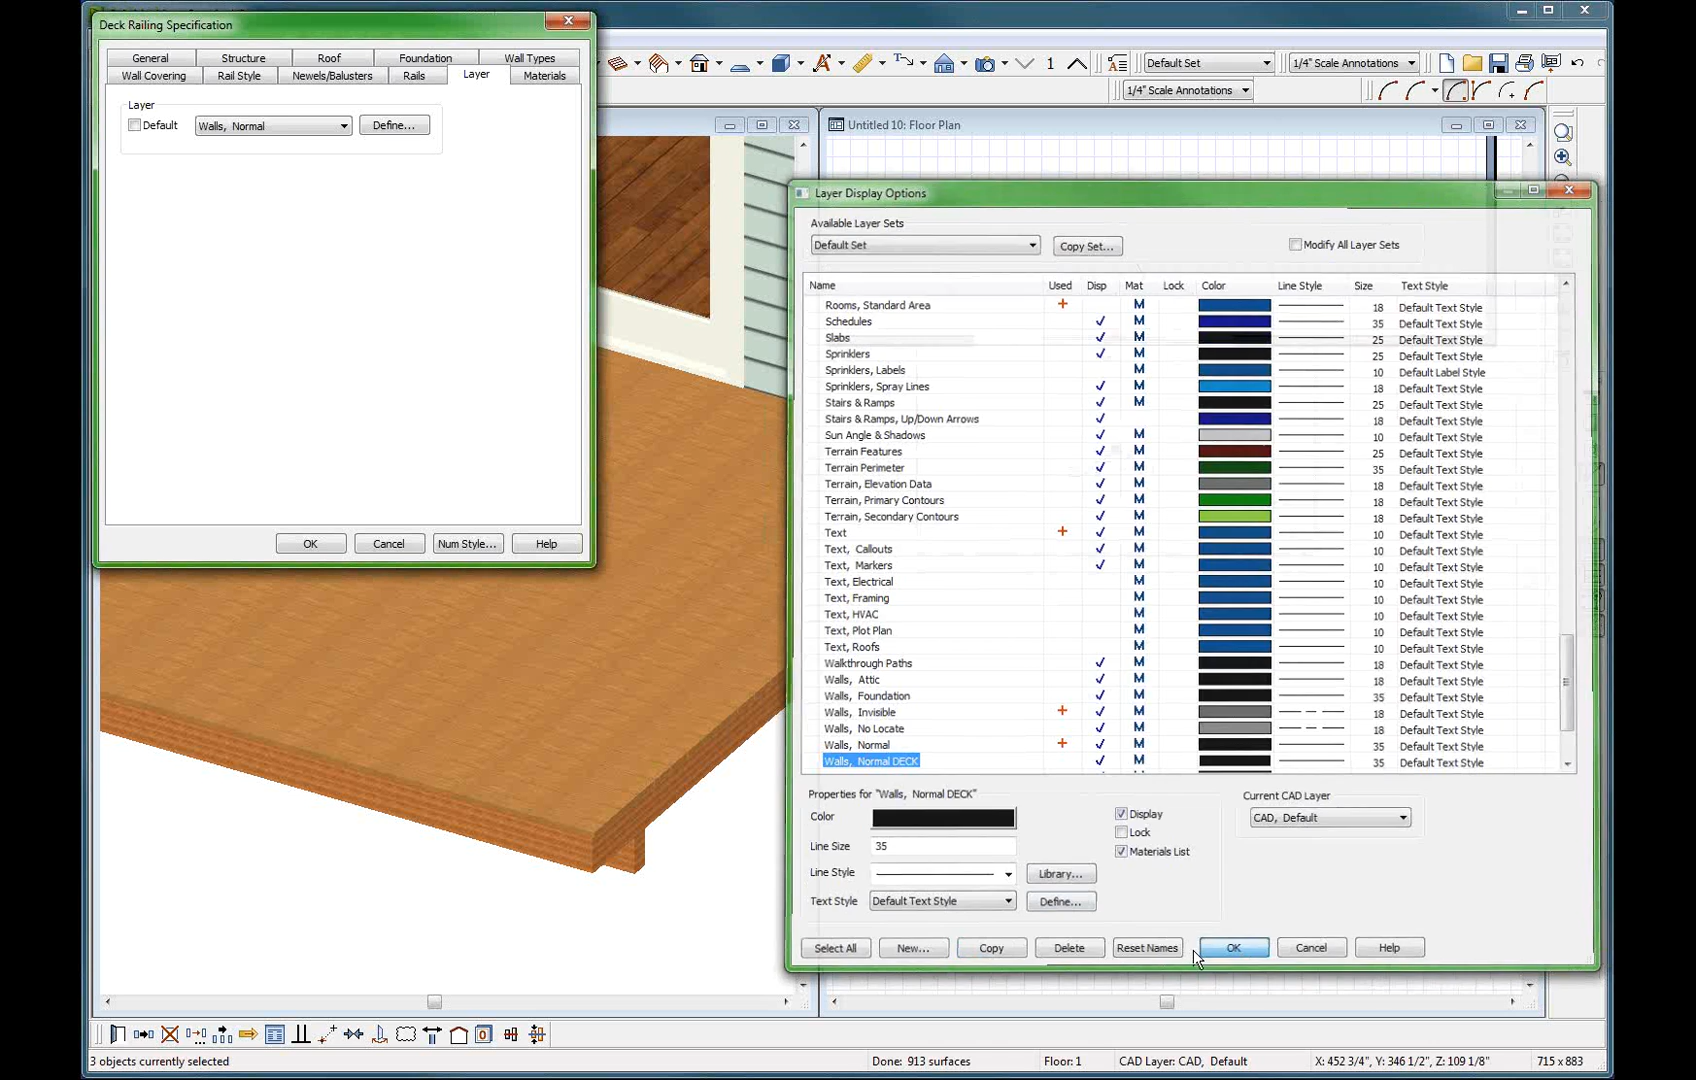 Deck Railing Specification
General Structure Roof Foundation Wall Types
Wall Covering Rail Style Newels/Balusters Rails Layer Materials
Layer
Default Walls, Normal Define...
OK Cancel Num Style... Help
1 Default Set 1/4" Scale Annotations
1/4" Scale Annotations
Untitled 10: Floor Plan
Layer Display Options
Available Layer Sets
Default Set Copy Set... Modify All Layer Sets
Name Used Disp Mat Lock Color Line Style Size Text Style
Rooms, Standard Area + M 18 Default Text Style
Schedules ✓ M 35 Default Text Style
Slabs ✓ M 25 Default Text Style
Sprinklers ✓ M 25 Default Text Style
Sprinklers, Labels M 10 Default Label Style
Sprinklers, Spray Lines ✓ M 18 Default Text Style
Stairs & Ramps ✓ M 25 Default Text Style
Stairs & Ramps, Up/Down Arrows ✓ 18 Default Text Style
Sun Angle & Shadows ✓ M 10 Default Text Style
Terrain Features ✓ M 25 Default Text Style
Terrain Perimeter ✓ M 35 Default Text Style
Terrain, Elevation Data ✓ M 18 Default Text Style
Terrain, Primary Contours ✓ M 18 Default Text Style
Terrain, Secondary Contours ✓ M 18 Default Text Style
Text + ✓ M 10 Default Text Style
Text, Callouts ✓ M 10 Default Text Style
Text, Markers ✓ M 10 Default Text Style
Text, Electrical M 10 Default Text Style
Text, Framing M 10 Default Text Style
Text, HVAC M 10 Default Text Style
Text, Plot Plan M 10 Default Text Style
Text, Roofs M 10 Default Text Style
Walkthrough Paths ✓ M 18 Default Text Style
Walls, Attic ✓ M 18 Default Text Style
Walls, Foundation ✓ M 35 Default Text Style
Walls, Invisible + ✓ M 18 Default Text Style
Walls, No Locate ✓ M 18 Default Text Style
Walls, Normal + ✓ M 35 Default Text Style
Walls, Normal DECK ✓ M 35 Default Text Style
Properties for "Walls, Normal DECK"
Color
Line Size 35
Line Style Library...
Text Style Default Text Style Define...
Display
Lock
Materials List
Current CAD Layer
CAD, Default
Select All New... Copy Delete Reset Names OK Cancel Help
3 objects currently selected Done: 913 surfaces Floor: 1 CAD Layer: CAD, Default X: 452 3/4", Y: 346 1/2", Z: 109 1/8" 715 x 883